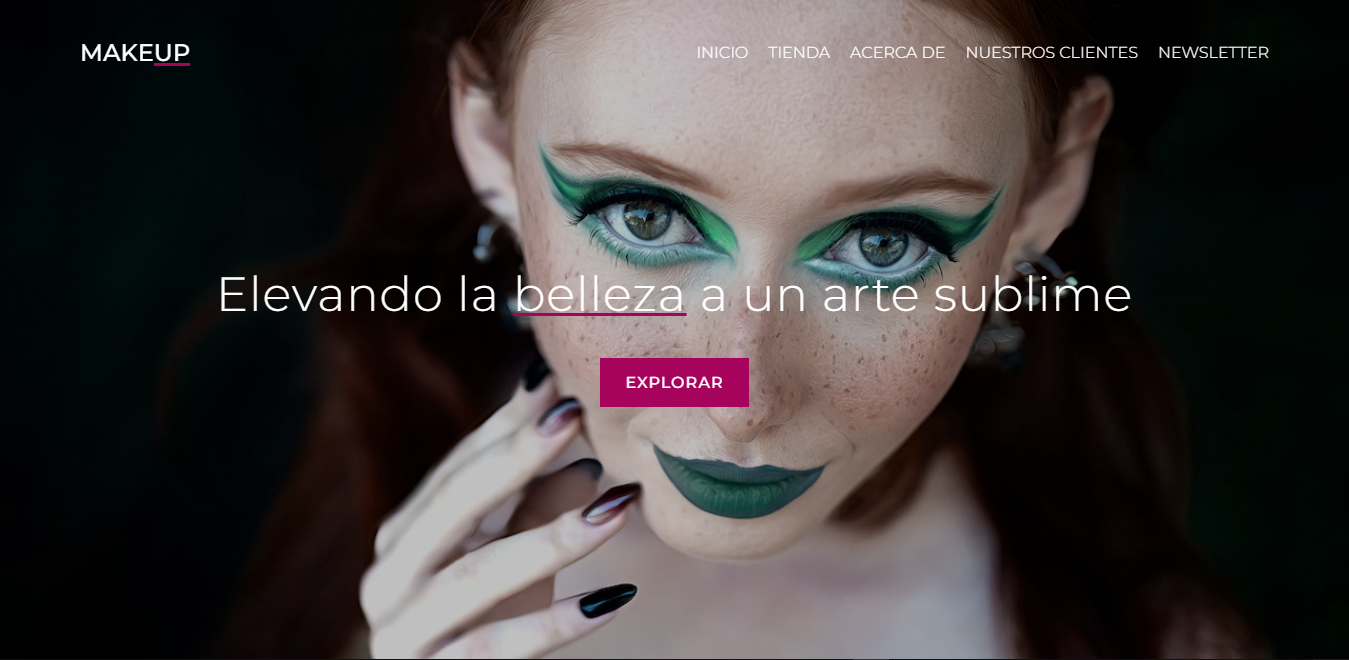 MAKEUP
INICIO TIENDA ACERCA DE NUESTROS CLIENTES NEWSLETTER
Elevando la belleza a un arte sublime
EXPLORAR